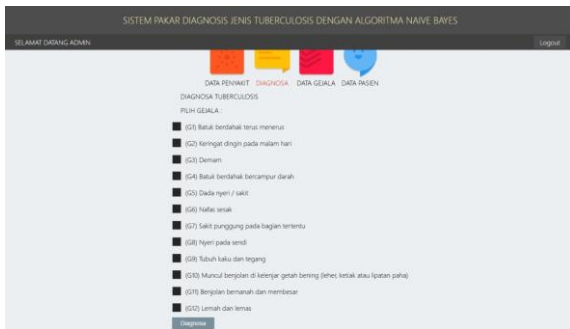 SISTEM PAKAR DIAGNOSIS JENIS TUBERCULOSIS DENGAN ALGORITMA NAIVE BAYES
SELAMAT DATANG ADMIN Logout
DATA PENYAKIT DIAGNOSA DATA GEJALA DATA PASIEN
DIAGNOSA TUBERCULOSIS
PILIH GEJALA :
(G1) Batuk berdahak terus menerus
(G2) Keringat dingin pada malam hari
(G3) Demam
(G4) Batuk berdahak bercampur darah
(G5) Dada nyeri / sakit
(G6) Nafas sesak
(G7) Sakit punggung pada bagian tertentu
(G8) Nyeri pada sendi
(G9) Tubuh kaku dan tegang
(G10) Muncul benjolan di kelenjar getah bening (leher, ketiak atau lipatan paha)
(G11) Benjolan bernanah dan membesar
(G12) Lemah dan lemas
Diagnosa